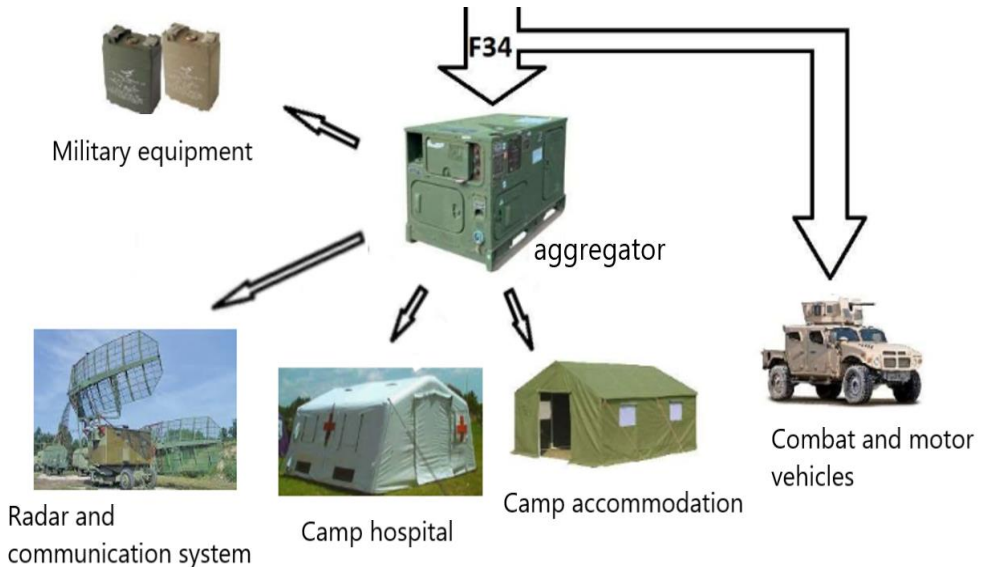 F34
Military equipment
aggregator
Combat and motor
vehicles
Camp accommodation
Camp hospital
Radar and
communication system